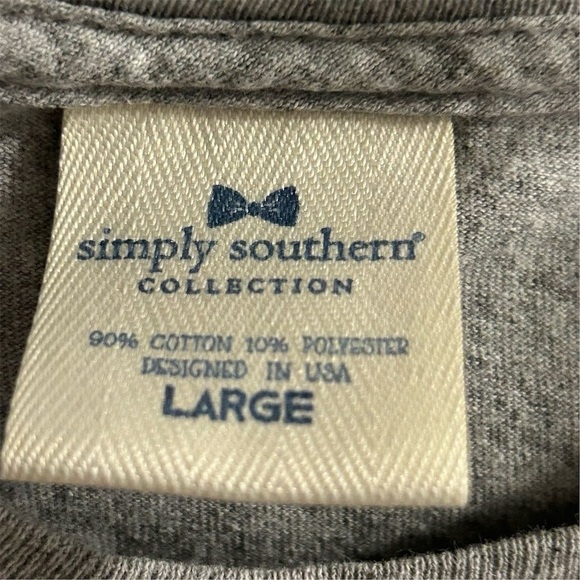 simply southern®
COLLECTION
90% COTTON 10% POLYESTER
DESIGNED IN USA
LARGE